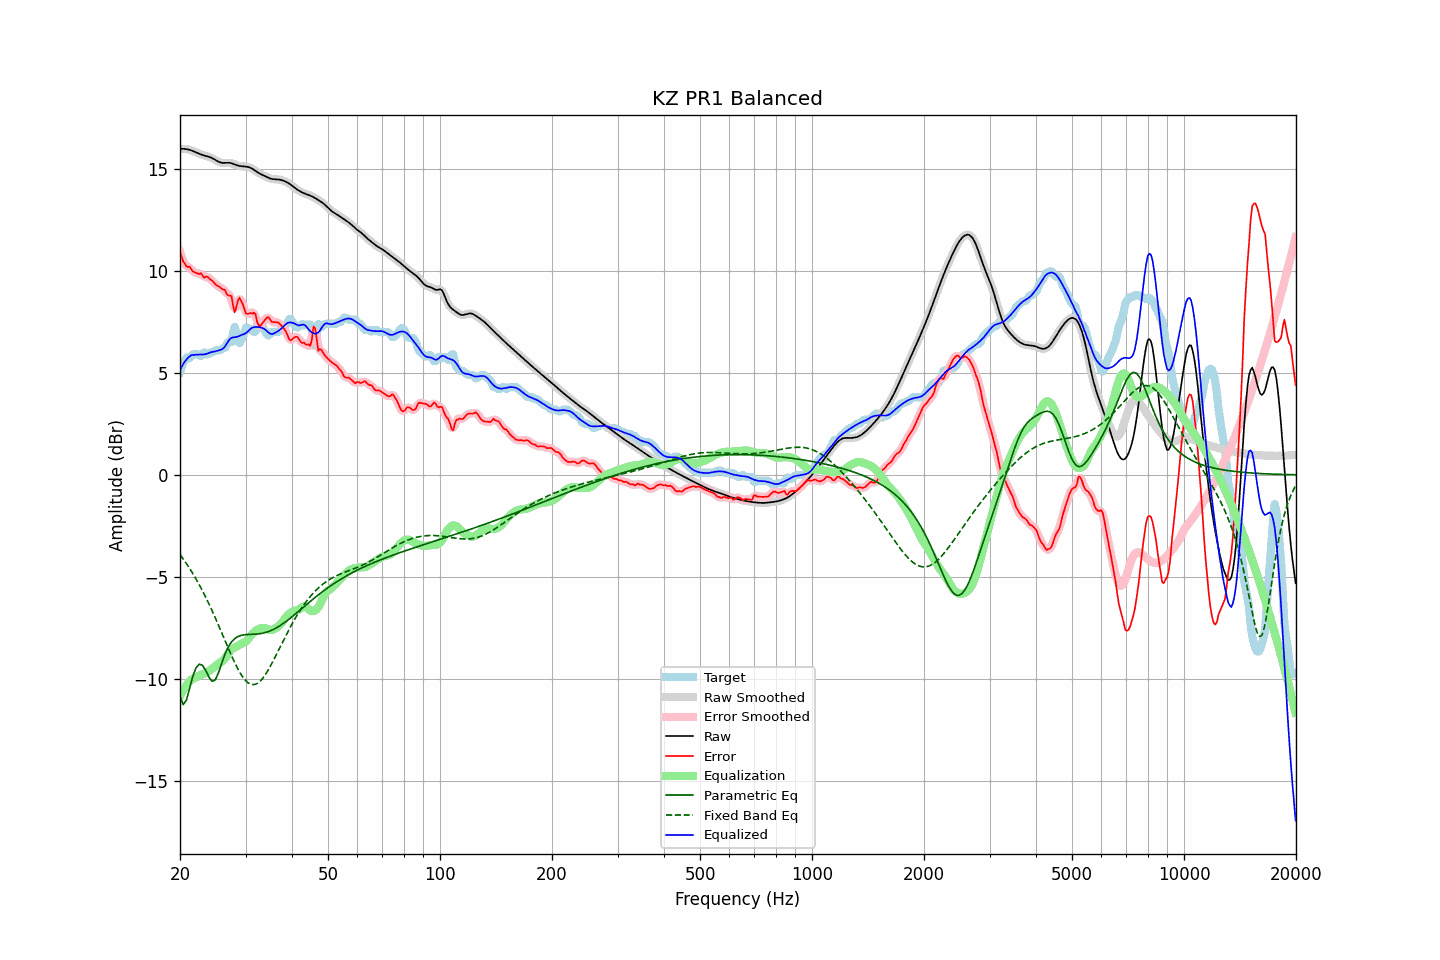 KZ PR1 Balanced
Amplitude (dBr)
15
10
5
0
−5
−10
−15
20
50
100
200
500
1000
2000
5000
10000
20000
Frequency (Hz)
Target
Raw Smoothed
Error Smoothed
Raw
Error
Equalization
Parametric Eq
Fixed Band Eq
Equalized